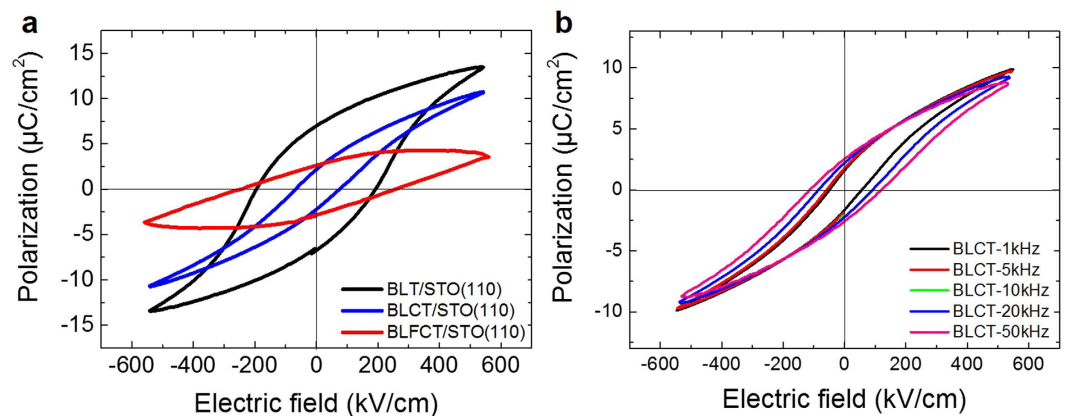 a
Polarization (μC/cm²)
15
10
5
0
-5
-10
-15
-600 -400 -200 0 200 400 600
Electric field (kV/cm)
BLT/STO(110)
BLCT/STO(110)
BLFCT/STO(110)
b
Polarization (μC/cm²)
10
5
0
-5
-10
-600 -400 -200 0 200 400 600
Electric field (kV/cm)
BLCT-1kHz
BLCT-5kHz
BLCT-10kHz
BLCT-20kHz
BLCT-50kHz